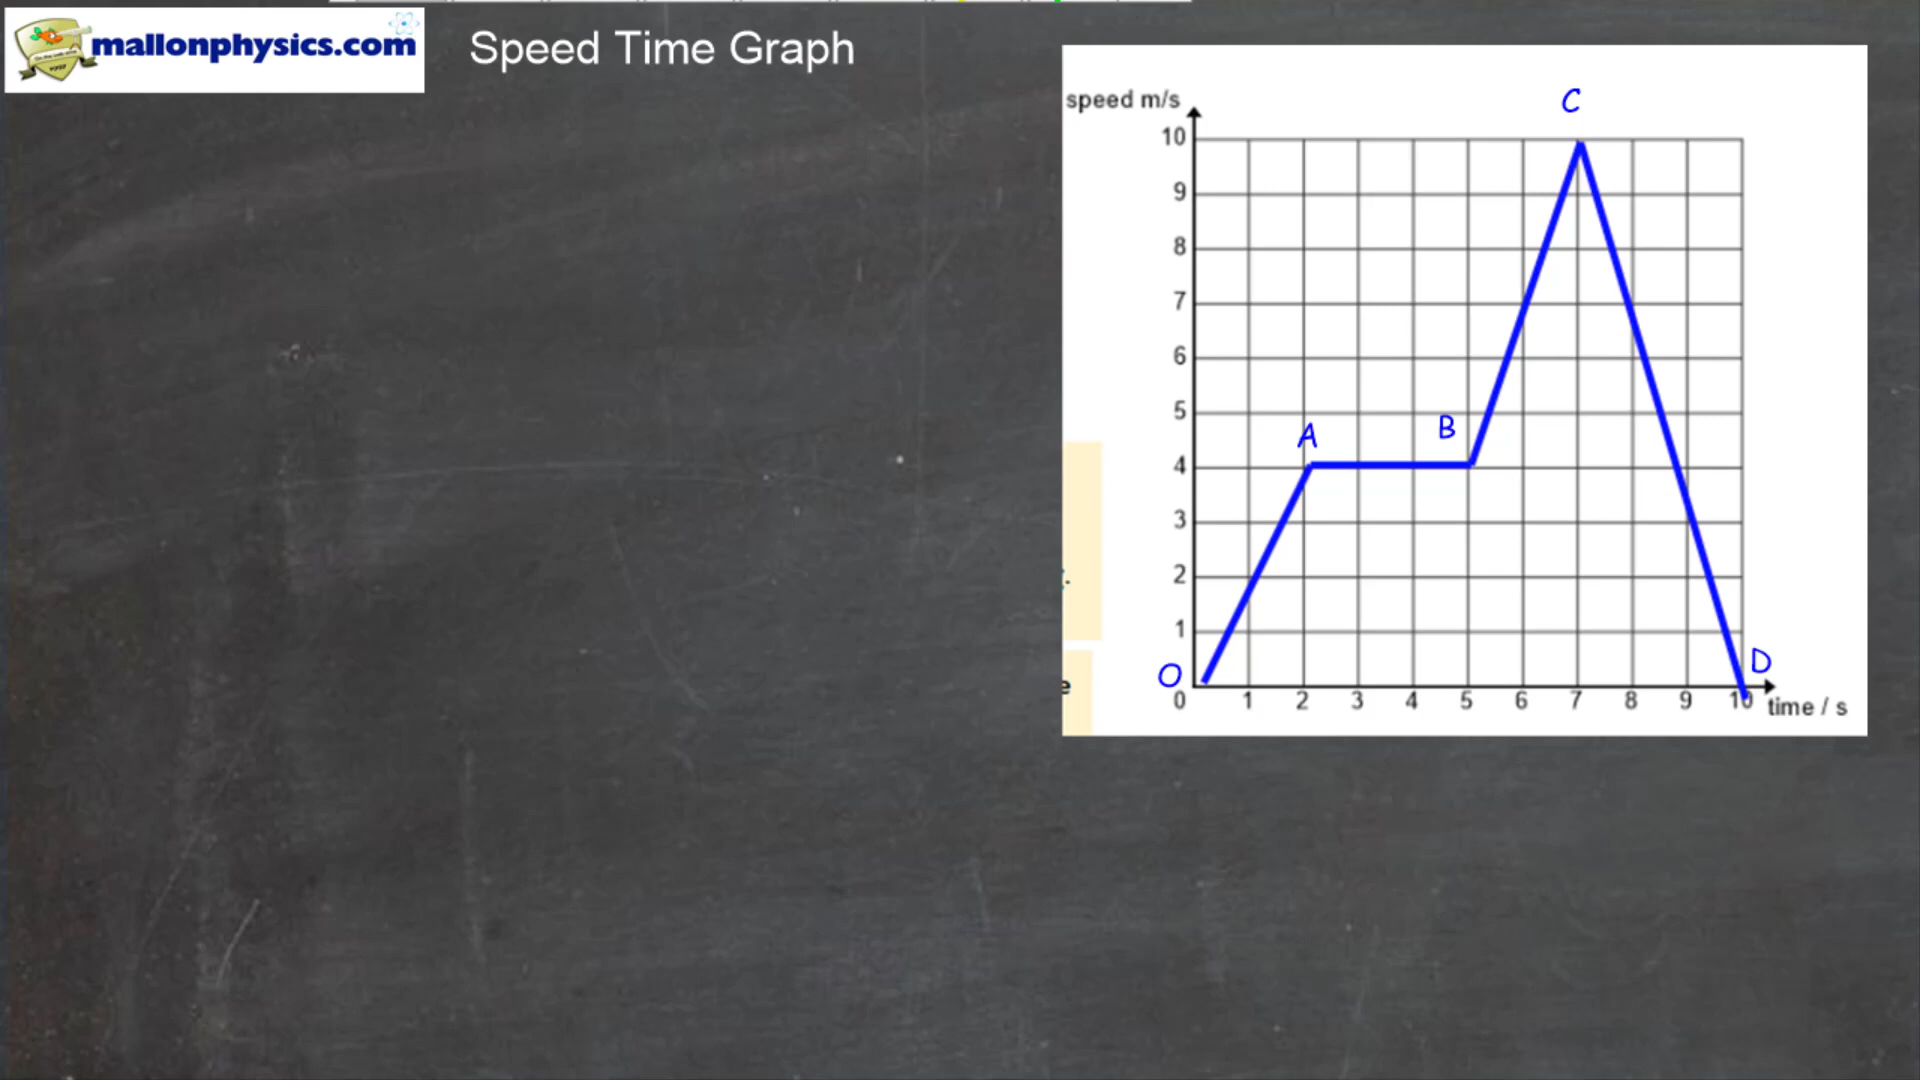 mallonphysics.com
Speed Time Graph
speed m/s
C
10
9
8
7
6
5
A
B
4
3
2
1
O
D
0 1 2 3 4 5 6 7 8 9 10
time / s